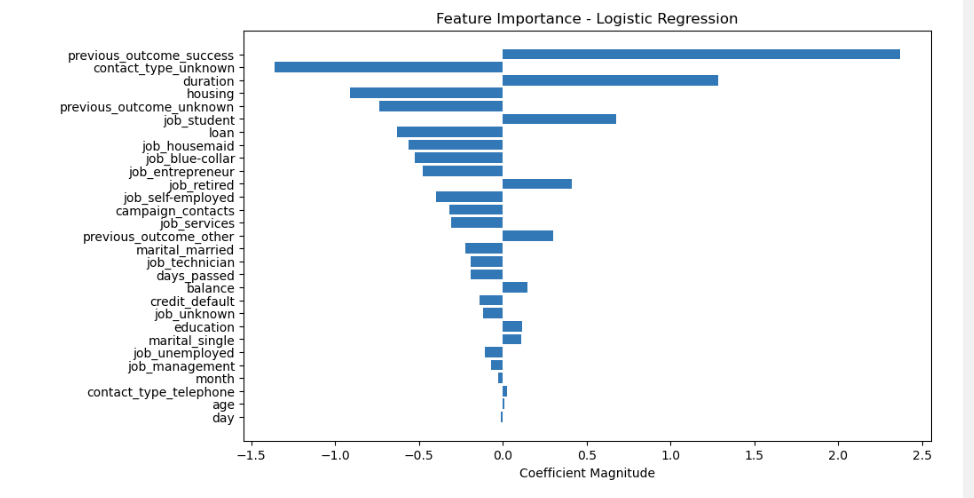 Feature Importance - Logistic Regression
previous_outcome_success
contact_type_unknown
duration
housing
previous_outcome_unknown
job_student
loan
job_housemaid
job_blue-collar
job_entrepreneur
job_retired
job_self-employed
campaign_contacts
job_services
previous_outcome_other
marital_married
job_technician
days_passed
balance
credit_default
job_unknown
education
marital_single
job_unemployed
job_management
month
contact_type_telephone
age
day
−1.5 −1.0 −0.5 0.0 0.5 1.0 1.5 2.0 2.5
Coefficient Magnitude